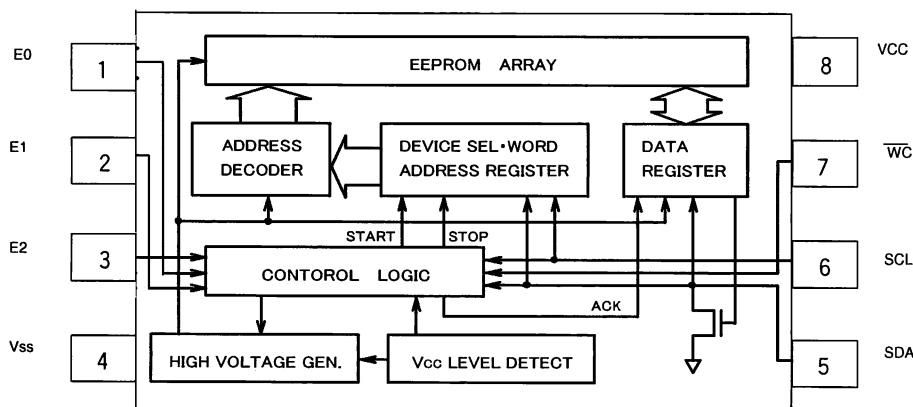 E0
1
E1
2
E2
3
Vss
4
EEPROM ARRAY
ADDRESS
DECODER
DEVICE SEL·WORD
ADDRESS REGISTER
DATA
REGISTER
START
STOP
CONTOROL LOGIC
ACK
HIGH VOLTAGE GEN.
Vcc LEVEL DETECT
8
VCC
7
WC
6
SCL
5
SDA